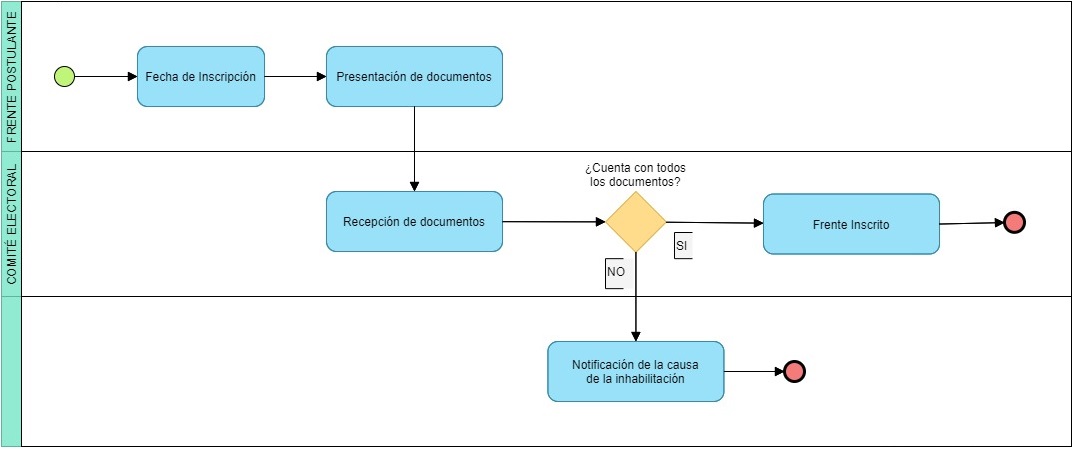 FRENTE POSTULANTE
Fecha de Inscripción
Presentación de documentos
COMITÉ ELECTORAL
Recepción de documentos
¿Cuenta con todos
los documentos?
SI
NO
Frente Inscrito
Notificación de la causa
de la inhabilitación